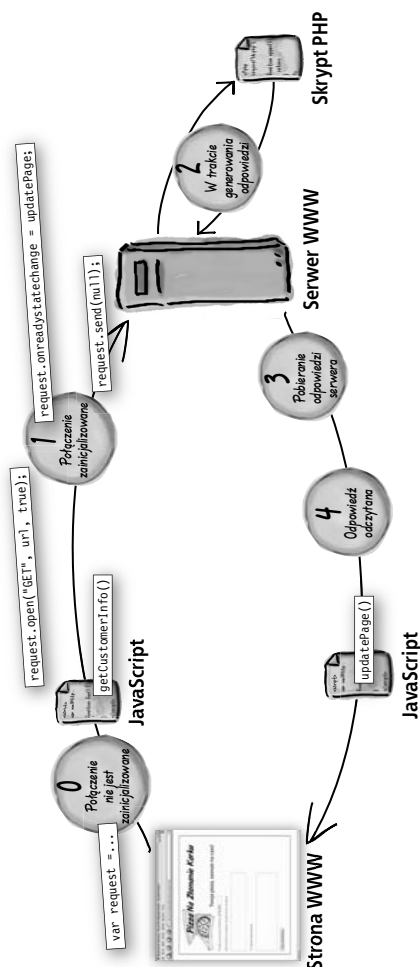 var request =...
0
Połączenie
nie jest
zainicjalizowane
getCustomerInfo()
JavaScript
request.open("GET", url, true);
1
Połączenie
zainicjalizowane
request.onreadystatechange = updatePage;
request.send(null);
Serwer WWW
2
W trakcie
generowania
odpowiedzi
Skrypt PHP
3
Pobieranie
odpowiedzi
serwera
4
Odpowiedź
odczytana
updatePage()
JavaScript
Strona WWW
Pizza Na Złamanie Karku